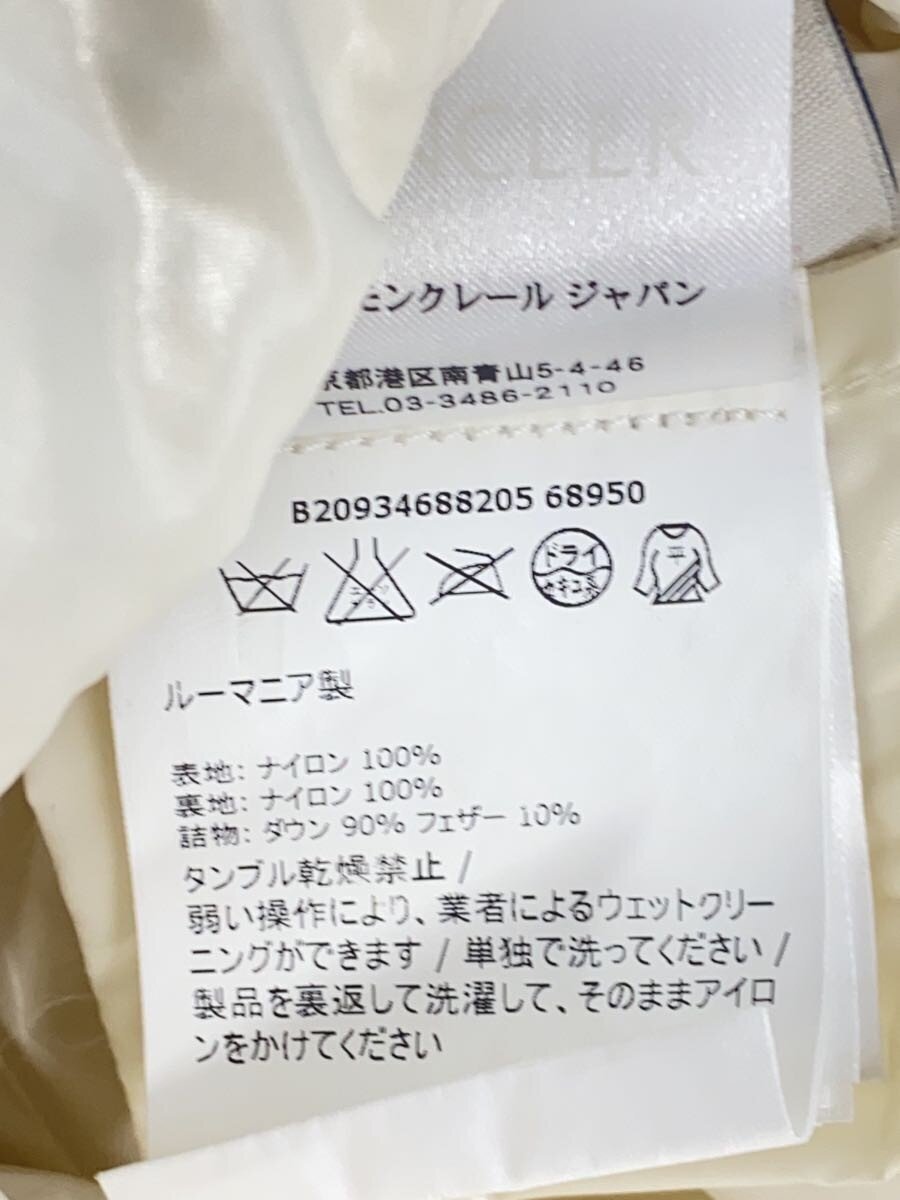 モンクレール ジャパン
京都港区南青山5-4-46
TEL.03-3486-2110
B20934688205 68950
ドライ
セキユ系
平
ルーマニア製
表地: ナイロン 100%
裏地: ナイロン 100%
詰物: ダウン 90% フェザー 10%
タンブル乾燥禁止 /
弱い操作により、業者によるウェットクリー
ニングができます / 単独で洗ってください /
製品を裏返して洗濯して、そのままアイロ
ンをかけてください